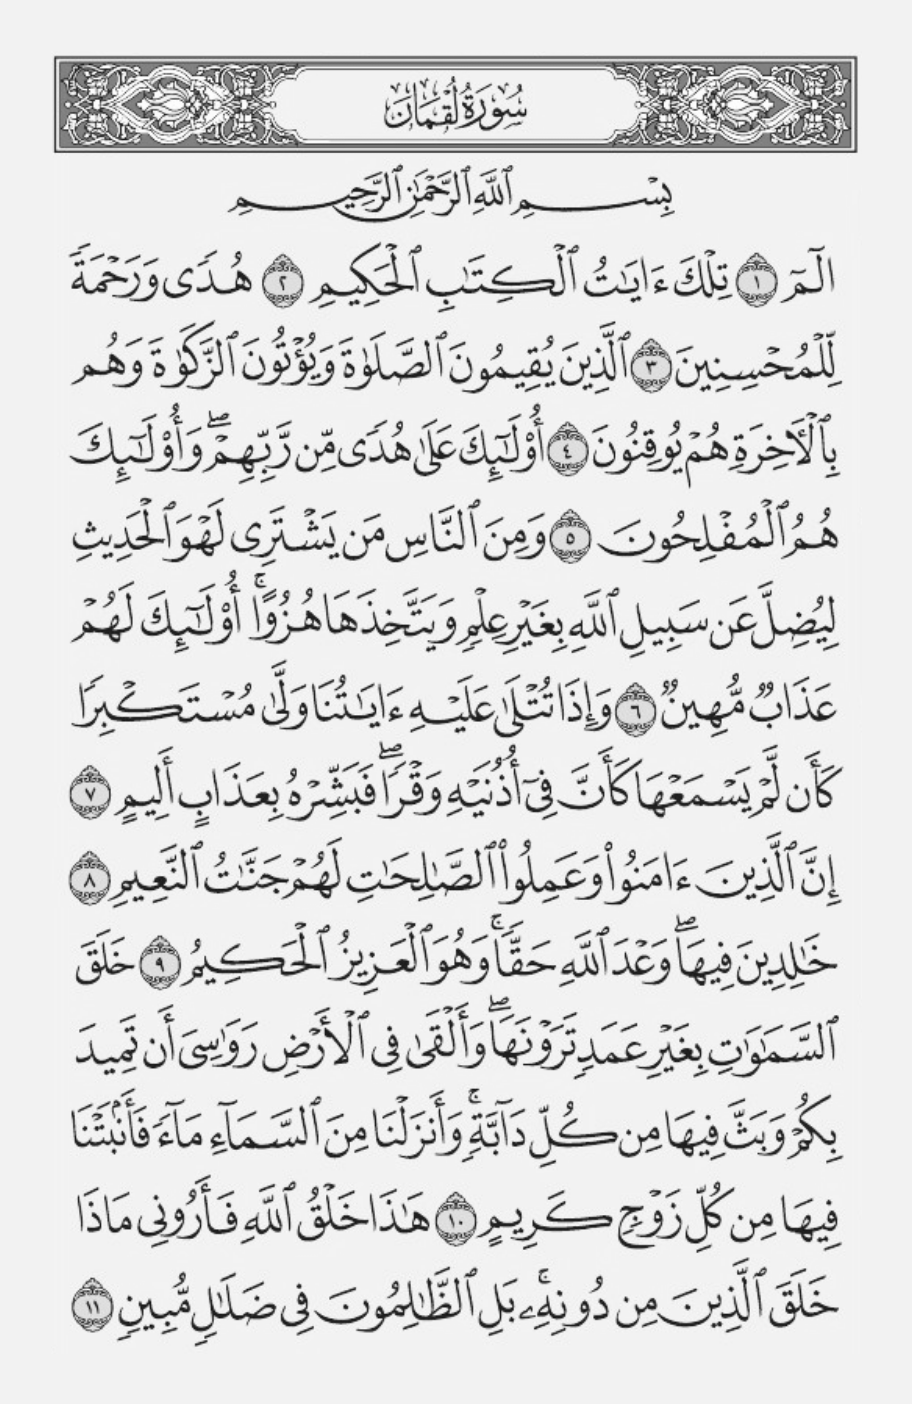 سُورَةُ لُقۡمَانَ
بِسۡمِ ٱللَّهِ ٱلرَّحۡمَٰنِ ٱلرَّحِيمِ
الٓمٓ ١ تِلۡكَ ءَايَٰتُ ٱلۡكِتَٰبِ ٱلۡحَكِيمِ ٢ هُدٗى وَرَحۡمَةٗ
لِّلۡمُحۡسِنِينَ ٣ ٱلَّذِينَ يُقِيمُونَ ٱلصَّلَوٰةَ وَيُؤۡتُونَ ٱلزَّكَوٰةَ وَهُم
بِٱلۡأٓخِرَةِ هُمۡ يُوقِنُونَ ٤ أُوْلَٰٓئِكَ عَلَىٰ هُدٗى مِّن رَّبِّهِمۡۖ وَأُوْلَٰٓئِكَ
هُمُ ٱلۡمُفۡلِحُونَ ٥ وَمِنَ ٱلنَّاسِ مَن يَشۡتَرِي لَهۡوَ ٱلۡحَدِيثِ
لِيُضِلَّ عَن سَبِيلِ ٱللَّهِ بِغَيۡرِ عِلۡمٖ وَيَتَّخِذَهَا هُزُوًاۚ أُوْلَٰٓئِكَ لَهُمۡ
عَذَابٞ مُّهِينٞ ٦ وَإِذَا تُتۡلَىٰ عَلَيۡهِ ءَايَٰتُنَا وَلَّىٰ مُسۡتَكۡبِرٗا
كَأَن لَّمۡ يَسۡمَعۡهَا كَأَنَّ فِيٓ أُذُنَيۡهِ وَقۡرٗاۖ فَبَشِّرۡهُ بِعَذَابٍ أَلِيمٍ ٧
إِنَّ ٱلَّذِينَ ءَامَنُواْ وَعَمِلُواْ ٱلصَّٰلِحَٰتِ لَهُمۡ جَنَّٰتُ ٱلنَّعِيمِ ٨
خَٰلِدِينَ فِيهَاۖ وَعۡدَ ٱللَّهِ حَقّٗاۚ وَهُوَ ٱلۡعَزِيزُ ٱلۡحَكِيمُ ٩ خَلَقَ
ٱلسَّمَٰوَٰتِ بِغَيۡرِ عَمَدٖ تَرَوۡنَهَاۖ وَأَلۡقَىٰ فِي ٱلۡأَرۡضِ رَوَٰسِيَ أَن تَمِيدَ
بِكُمۡ وَبَثَّ فِيهَا مِن كُلِّ دَآبَّةٖۚ وَأَنزَلۡنَا مِنَ ٱلسَّمَآءِ مَآءٗ فَأَنۢبَتۡنَا
فِيهَا مِن كُلِّ زَوۡجٖ كَرِيمٍ ١٠ هَٰذَا خَلۡقُ ٱللَّهِ فَأَرُونِي مَاذَا
خَلَقَ ٱلَّذِينَ مِن دُونِهِۦۚ بَلِ ٱلظَّٰلِمُونَ فِي ضَلَٰلٖ مُّبِينٖ ١١